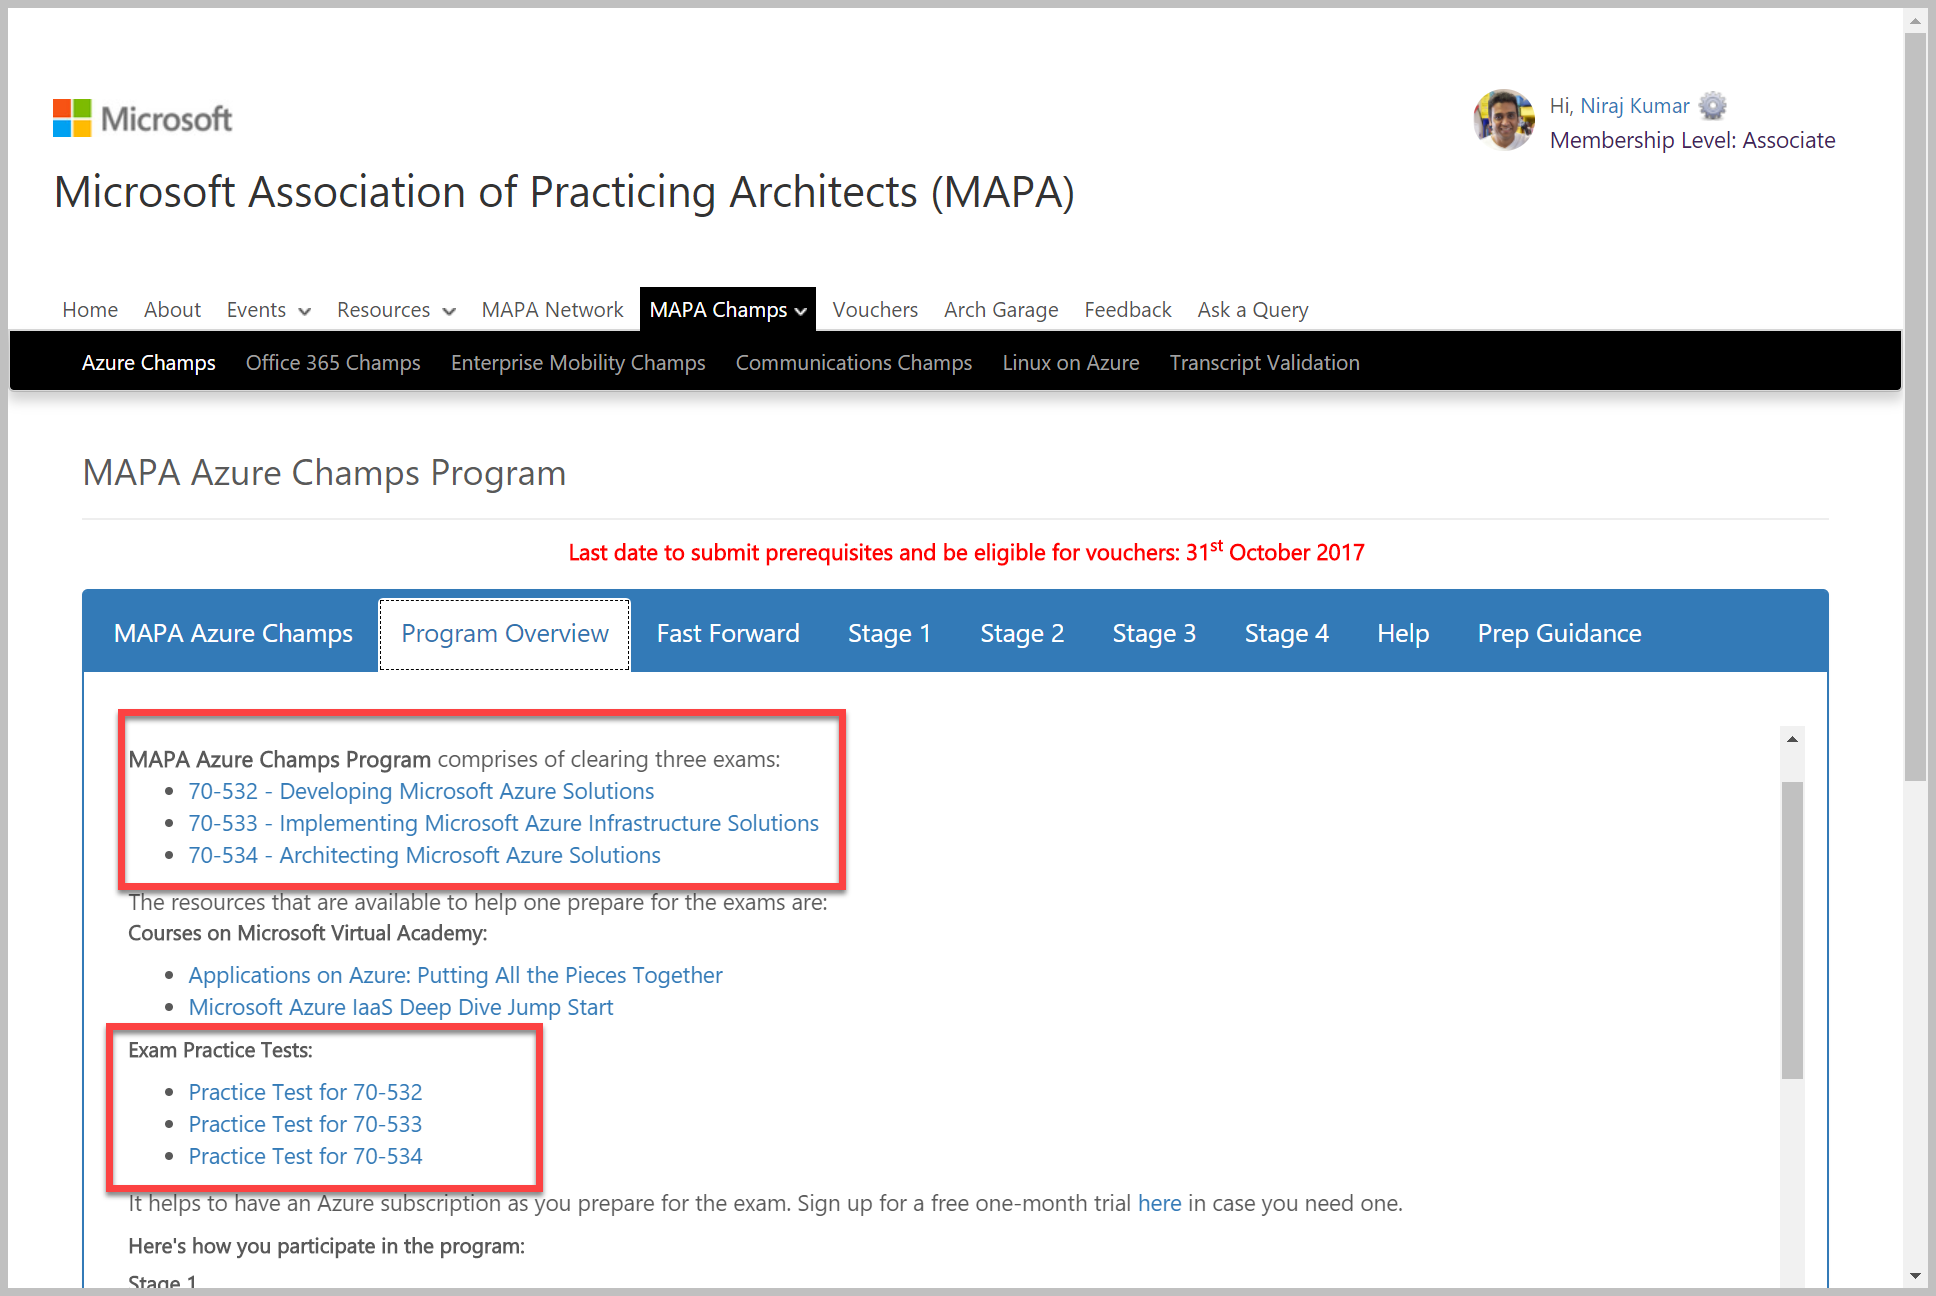 Microsoft
Hi, Niraj Kumar
Membership Level: Associate
Microsoft Association of Practicing Architects (MAPA)
Home About Events Resources MAPA Network MAPA Champs Vouchers Arch Garage Feedback Ask a Query
Azure Champs Office 365 Champs Enterprise Mobility Champs Communications Champs Linux on Azure Transcript Validation
MAPA Azure Champs Program
Last date to submit prerequisites and be eligible for vouchers: 31st October 2017
MAPA Azure Champs Program Overview Fast Forward Stage 1 Stage 2 Stage 3 Stage 4 Help Prep Guidance
MAPA Azure Champs Program comprises of clearing three exams:
• 70-532 - Developing Microsoft Azure Solutions
• 70-533 - Implementing Microsoft Azure Infrastructure Solutions
• 70-534 - Architecting Microsoft Azure Solutions
The resources that are available to help one prepare for the exams are:
Courses on Microsoft Virtual Academy:
• Applications on Azure: Putting All the Pieces Together
• Microsoft Azure IaaS Deep Dive Jump Start
Exam Practice Tests:
• Practice Test for 70-532
• Practice Test for 70-533
• Practice Test for 70-534
It helps to have an Azure subscription as you prepare for the exam. Sign up for a free one-month trial here in case you need one.
Here's how you participate in the program:
Stage 1